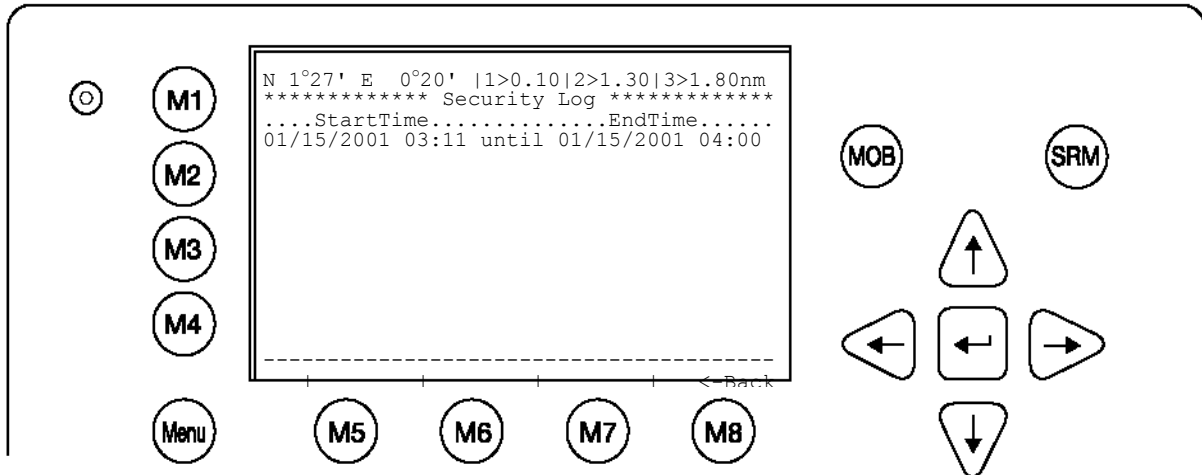 N 1°27' E  0°20' |1>0.10|2>1.30|3>1.80nm
************* Security Log *************
....StartTime..............EndTime......
01/15/2001 03:11 until 01/15/2001 04:00
----------------------------------------
<-Back
M1
M2
M3
M4
Menu
M5 M6 M7 M8
MOB SRM